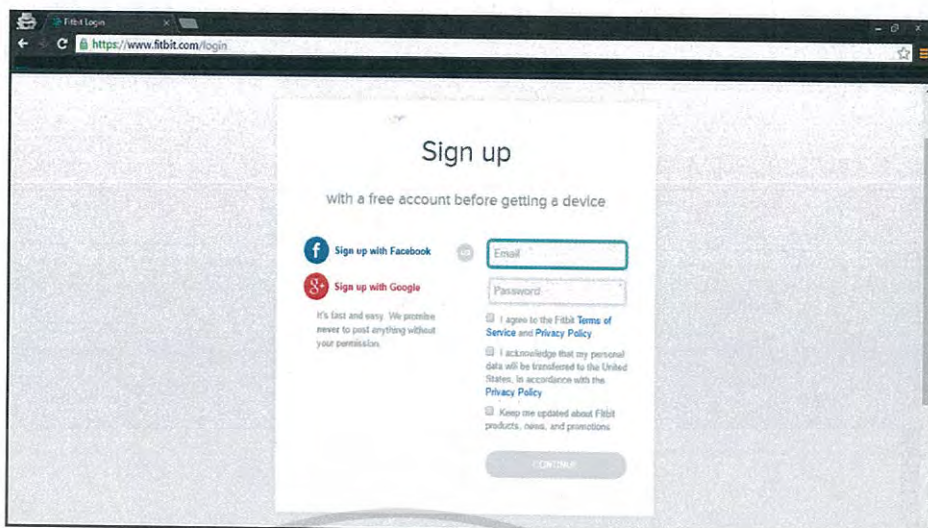 Fitbit Login
https://www.fitbit.com/login
Sign up
with a free account before getting a device
Sign up with Facebook
Sign up with Google
It's fast and easy. We promise
never to post anything without
your permission.
Email
Password
I agree to the Fitbit Terms of
Service and Privacy Policy
I acknowledge that my personal
data will be transferred to the United
States, in accordance with the
Privacy Policy
Keep me updated about Fitbit
products, news, and promotions
CONTINUE